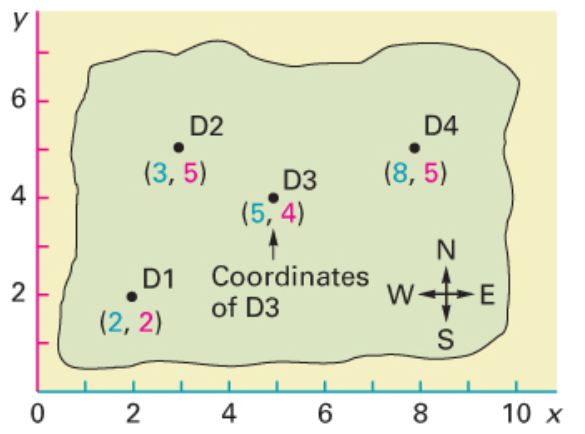 y
6
D2
D4
(3, 5)
(8, 5)
D3
4
(5, 4)
N
D1
Coordinates
of D3
W
E
2
(2, 2)
S
0
2
4
6
8
10
x